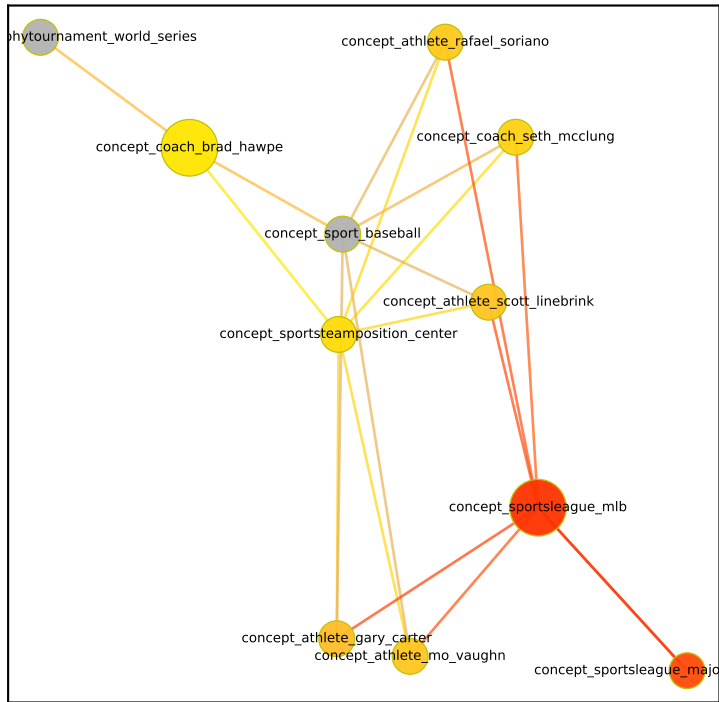 phytournament_world_series
concept_athlete_rafael_soriano
concept_coach_seth_mcclung
concept_coach_brad_hawpe
concept_sport_baseball
concept_athlete_scott_linebrink
concept_sportsteamposition_center
concept_sportsleague_mlb
concept_athlete_gary_carter
concept_athlete_mo_vaughn
concept_sportsleague_majo